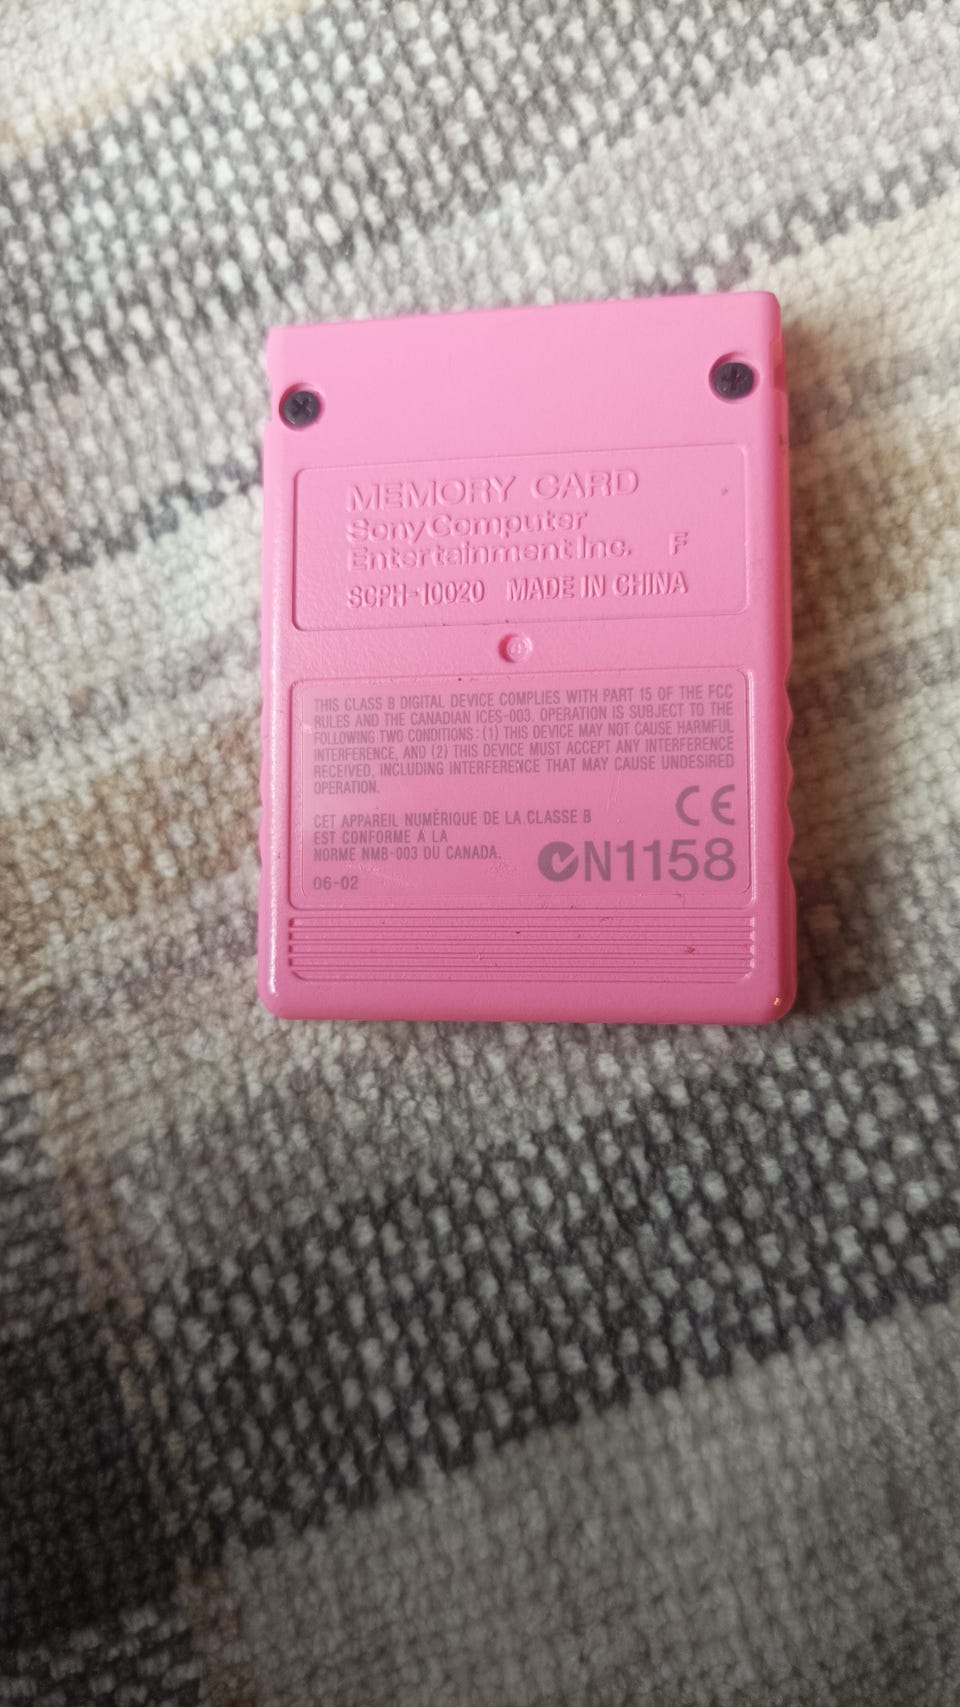 MEMORY CARD
Sony Computer
Entertainment Inc. F
SCPH-10020 MADE IN CHINA
THIS CLASS B DIGITAL DEVICE COMPLIES WITH PART 15 OF THE FCC
RULES AND THE CANADIAN ICES-003. OPERATION IS SUBJECT TO THE
FOLLOWING TWO CONDITIONS : (1) THIS DEVICE MAY NOT CAUSE HARMFUL
INTERFERENCE, AND (2) THIS DEVICE MUST ACCEPT ANY INTERFERENCE
RECEIVED, INCLUDING INTERFERENCE THAT MAY CAUSE UNDESIRED
OPERATION.
CE
CET APPAREIL NUMÉRIQUE DE LA CLASSE B
EST CONFORME À LA
NORME NMB-003 DU CANADA.
N1158
06-02